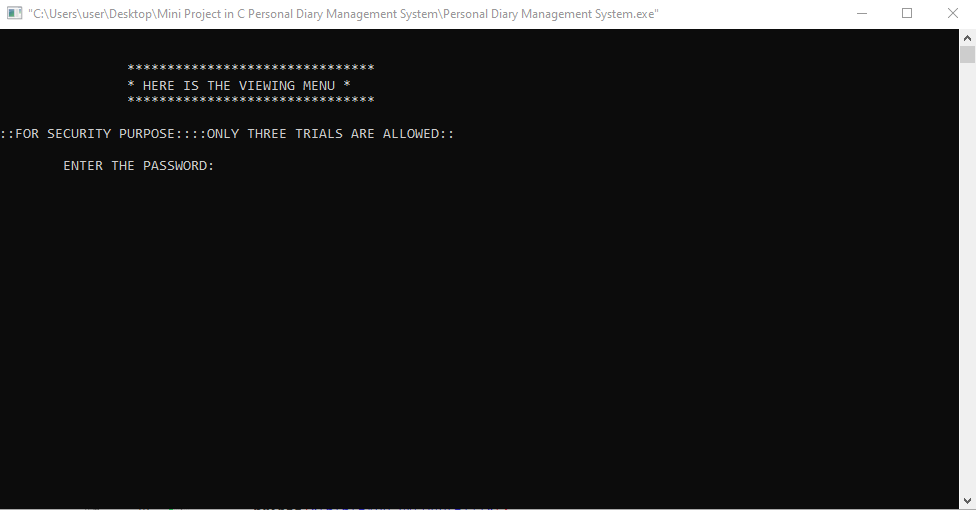 "C:\Users\user\Desktop\Mini Project in C Personal Diary Management System\Personal Diary Management System.exe"
*******************************
* HERE IS THE VIEWING MENU *
*******************************
::FOR SECURITY PURPOSE::::ONLY THREE TRIALS ARE ALLOWED::
ENTER THE PASSWORD: